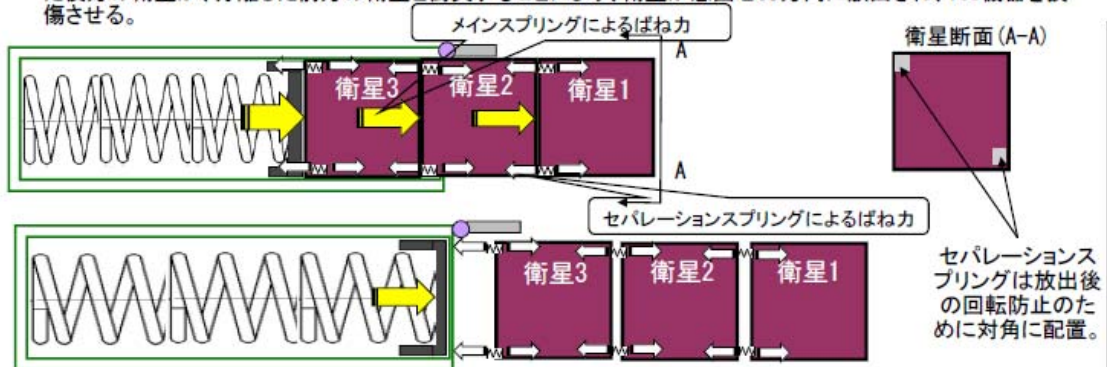 傷させる。
メインスプリングによるばね力
A
衛星断面(A-A)
衛星3
衛星2
衛星1
A
セパレーションスプリングによるばね力
衛星3
衛星2
衛星1
セパレーションス
プリングは放出後
の回転防止のた
めに対角に配置。